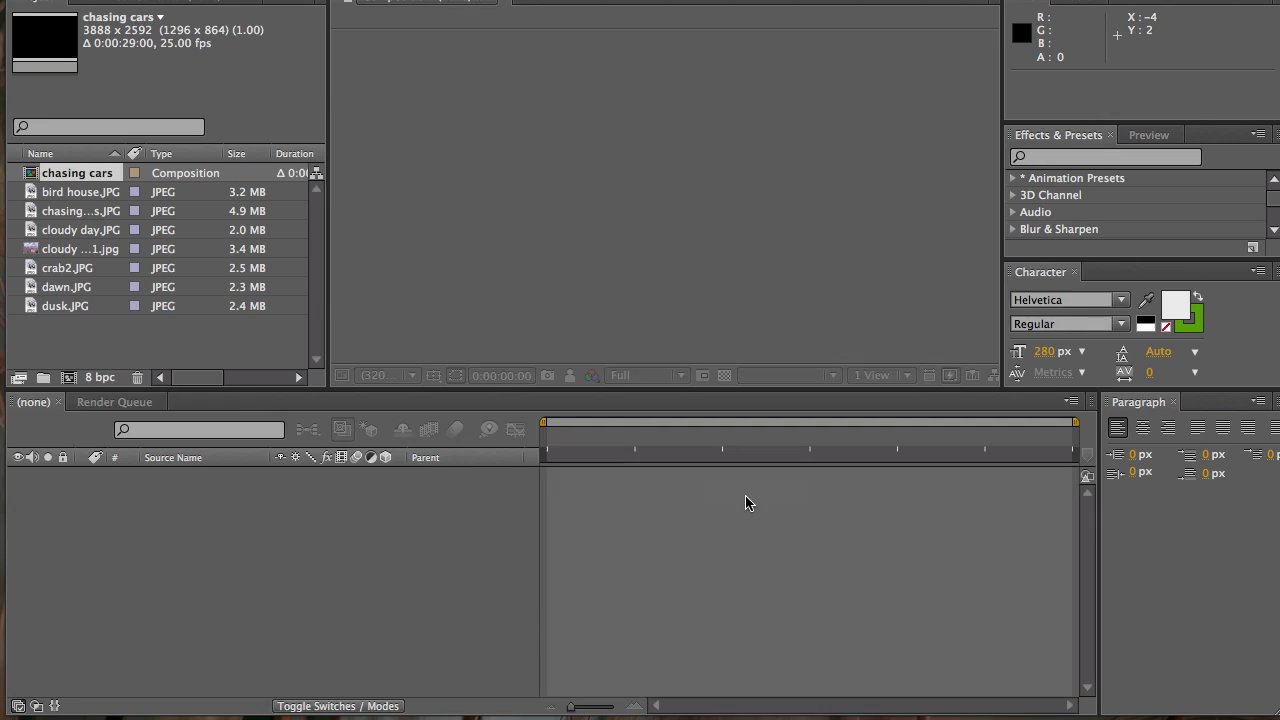 chasing cars
3888 x 2592 (1296 x 864) (1.00)
Δ 0:00:29:00, 25.00 fps
R :
G :
B :
A : 0
X : -4
Y : 2
Effects & Presets
Preview
Name
Type
Size
Duration
chasing cars
Composition
Δ 0:0
bird house.JPG
JPEG
3.2 MB
chasing...s.JPG
JPEG
4.9 MB
cloudy day.JPG
JPEG
2.0 MB
cloudy ...1.jpg
JPEG
3.4 MB
crab2.JPG
JPEG
2.5 MB
dawn.JPG
JPEG
2.3 MB
dusk.JPG
JPEG
2.4 MB
* Animation Presets
3D Channel
Audio
Blur & Sharpen
Character
Helvetica
Regular
280 px
Auto
Metrics
0
8 bpc
(320...
0:00:00:00
Full
1 View
(none)
Render Queue
Paragraph
#
Source Name
Parent
0 px
0 px
0
0 px
0 px
Toggle Switches / Modes